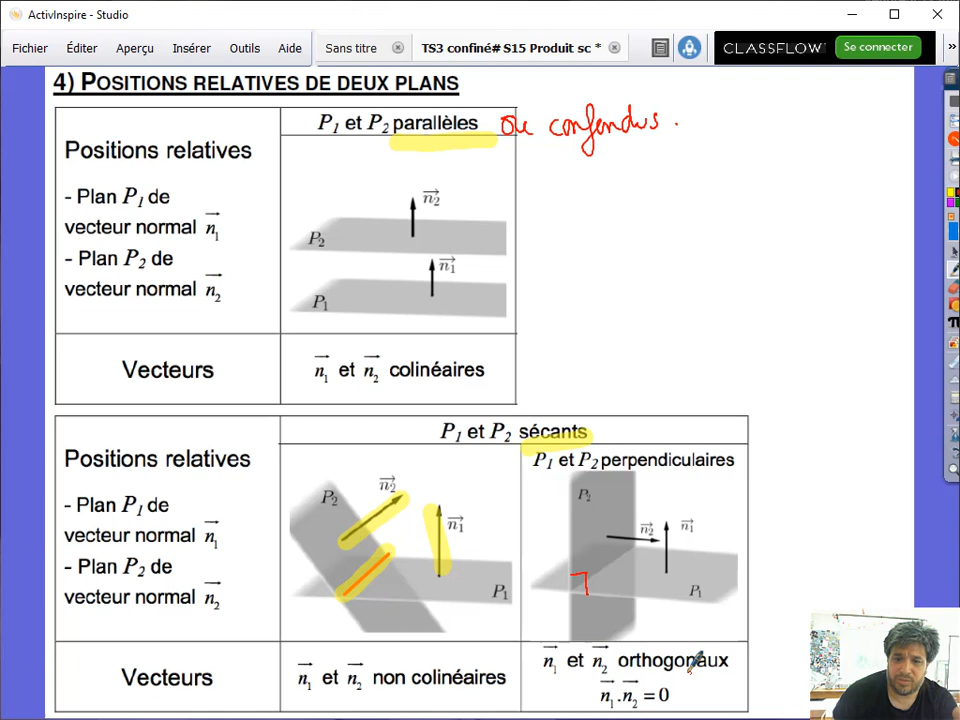 ActivInspire - Studio
Fichier Éditer Aperçu Insérer Outils Aide
Sans titre
TS3 confiné# S15 Produit sc *
CLASSFLOW
Se connecter
»
4) POSITIONS RELATIVES DE DEUX PLANS
P1 et P2 parallèles ou confondus.
Positions relatives
- Plan P1 de
vecteur normal n1
- Plan P2 de
vecteur normal n2
n2
P2
n1
P1
Vecteurs
n1 et n2 colinéaires
P1 et P2 sécants
Positions relatives
- Plan P1 de
vecteur normal n1
- Plan P2 de
vecteur normal n2
P2
n2
n1
P1
P1 et P2 perpendiculaires
P2
n2
n1
P1
Vecteurs
n1 et n2 non colinéaires
n1 et n2 orthogonaux
n1.n2 = 0